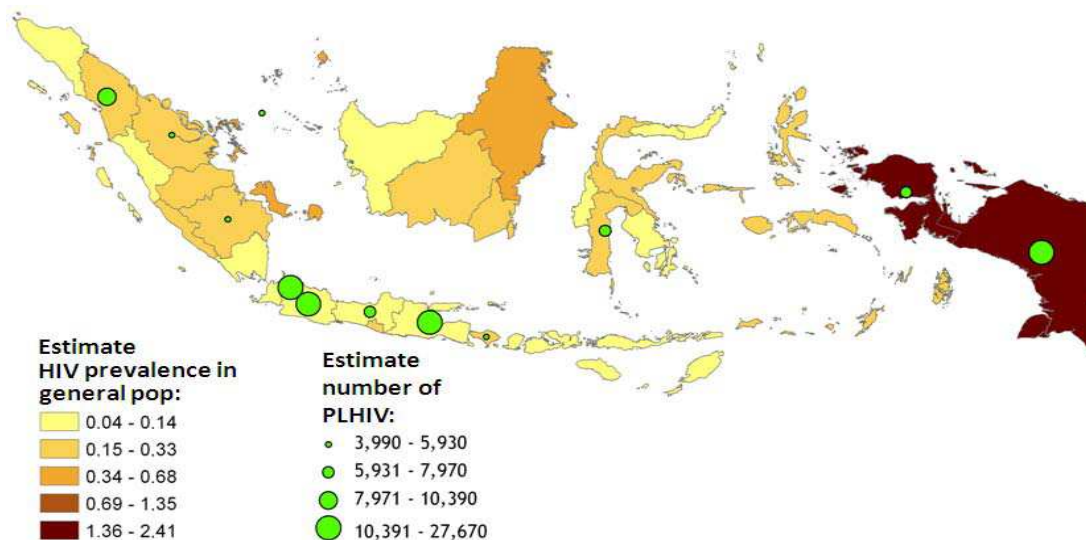 Estimate
HIV prevalence in
general pop:
0.04 - 0.14
0.15 - 0.33
0.34 - 0.68
0.69 - 1.35
1.36 - 2.41
Estimate
number of
PLHIV:
3,990 - 5,930
5,931 - 7,970
7,971 - 10,390
10,391 - 27,670